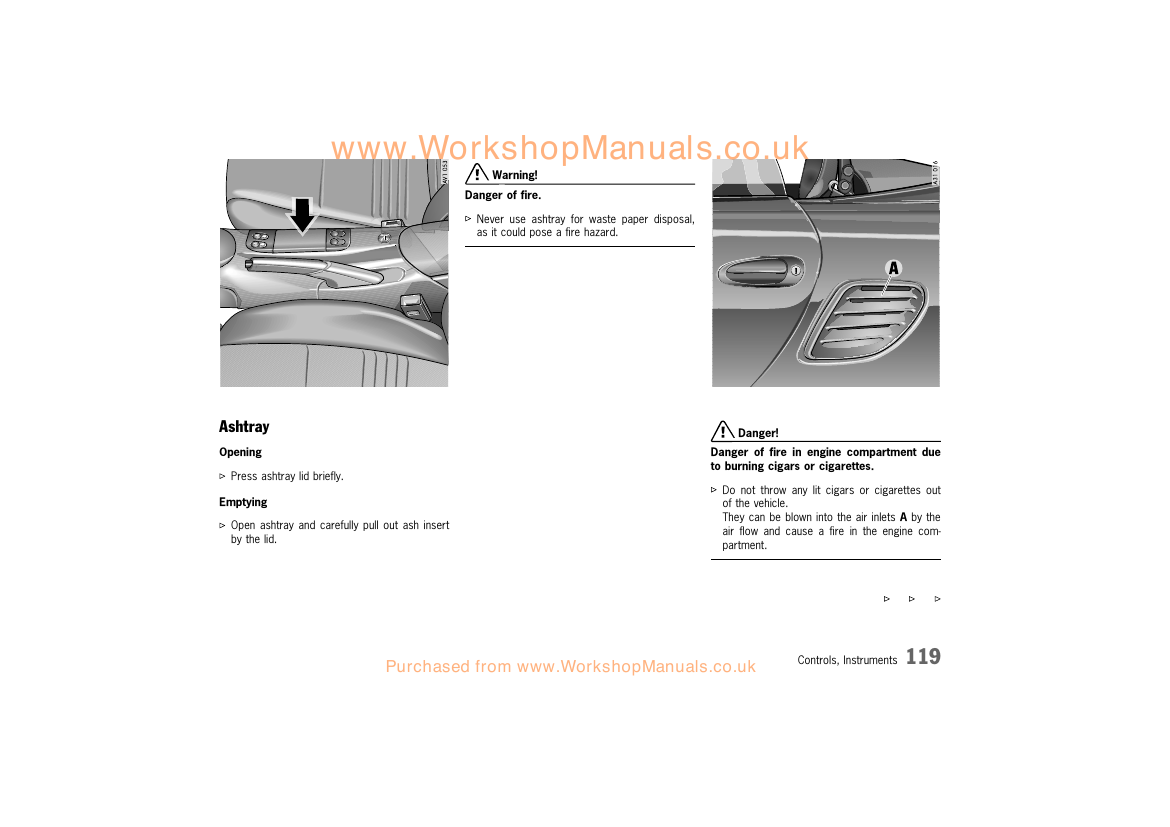 www.WorkshopManuals.co.uk
AV1 053
Ashtray
Opening
▷ Press ashtray lid briefly.
Emptying
▷ Open ashtray and carefully pull out ash insert
by the lid.
Warning!
Danger of fire.
▷ Never use ashtray for waste paper disposal,
as it could pose a fire hazard.
A31 016
A
Danger!
Danger of fire in engine compartment due
to burning cigars or cigarettes.
▷ Do not throw any lit cigars or cigarettes out
of the vehicle.
They can be blown into the air inlets A by the
air flow and cause a fire in the engine com-
partment.
▷ ▷ ▷
Controls, Instruments 119
Purchased from www.WorkshopManuals.co.uk